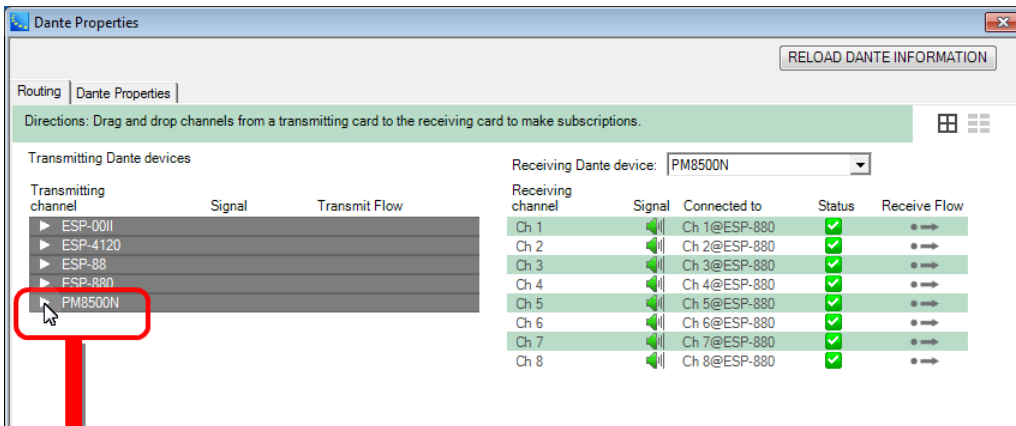 Dante Properties
RELOAD DANTE INFORMATION
Routing Dante Properties
Directions: Drag and drop channels from a transmitting card to the receiving card to make subscriptions.
Transmitting Dante devices
Transmitting
channel Signal Transmit Flow
ESP-00II
ESP-4120
ESP-88
ESP-880
PM8500N
Receiving Dante device: PM8500N
Receiving
channel Signal Connected to Status Receive Flow
Ch 1 Ch 1@ESP-880
Ch 2 Ch 2@ESP-880
Ch 3 Ch 3@ESP-880
Ch 4 Ch 4@ESP-880
Ch 5 Ch 5@ESP-880
Ch 6 Ch 6@ESP-880
Ch 7 Ch 7@ESP-880
Ch 8 Ch 8@ESP-880